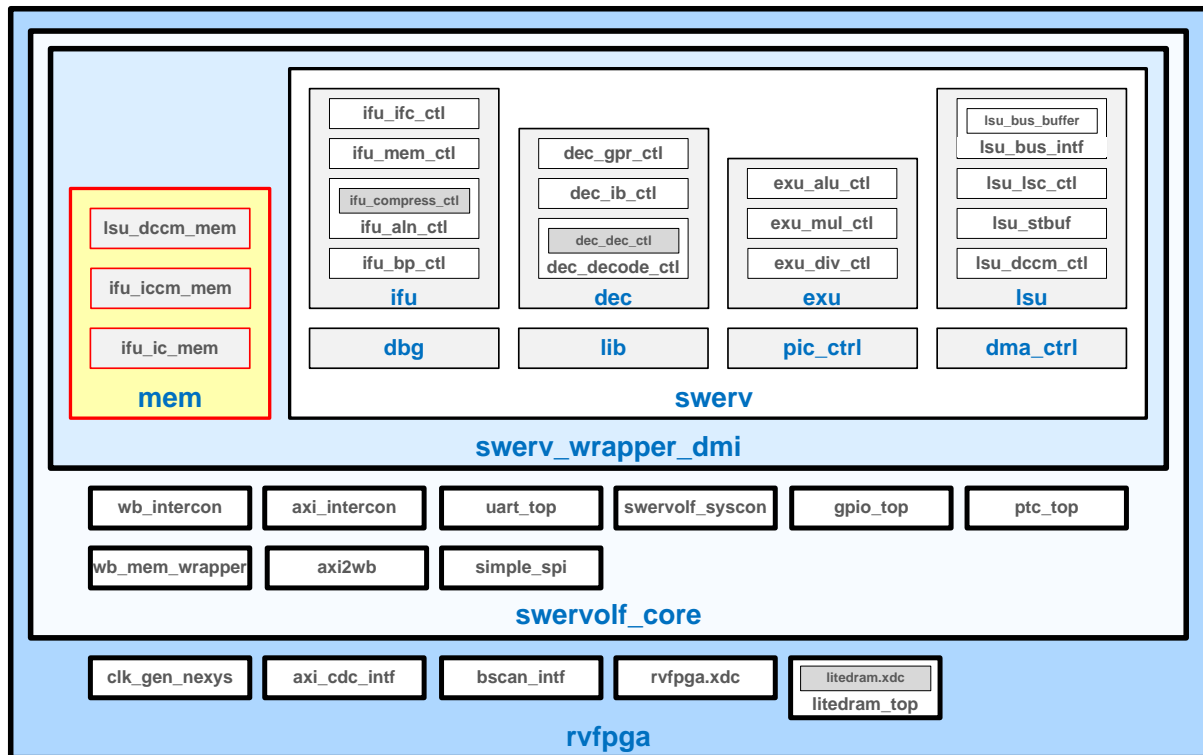 ifu_ifc_ctl
ifu_mem_ctl
ifu_compress_ctl
ifu_aln_ctl
ifu_bp_ctl
ifu
dec_gpr_ctl
dec_ib_ctl
dec_dec_ctl
dec_decode_ctl
dec
exu_alu_ctl
exu_mul_ctl
exu_div_ctl
exu
lsu_bus_buffer
lsu_bus_intf
lsu_lsc_ctl
lsu_stbuf
lsu_dccm_ctl
lsu
lsu_dccm_mem
ifu_iccm_mem
ifu_ic_mem
mem
dbg
lib
pic_ctrl
dma_ctrl
swerv
swerv_wrapper_dmi
wb_intercon
axi_intercon
uart_top
swervolf_syscon
gpio_top
ptc_top
wb_mem_wrapper
axi2wb
simple_spi
swervolf_core
clk_gen_nexys
axi_cdc_intf
bscan_intf
rvfpga.xdc
litedram.xdc
litedram_top
rvfpga